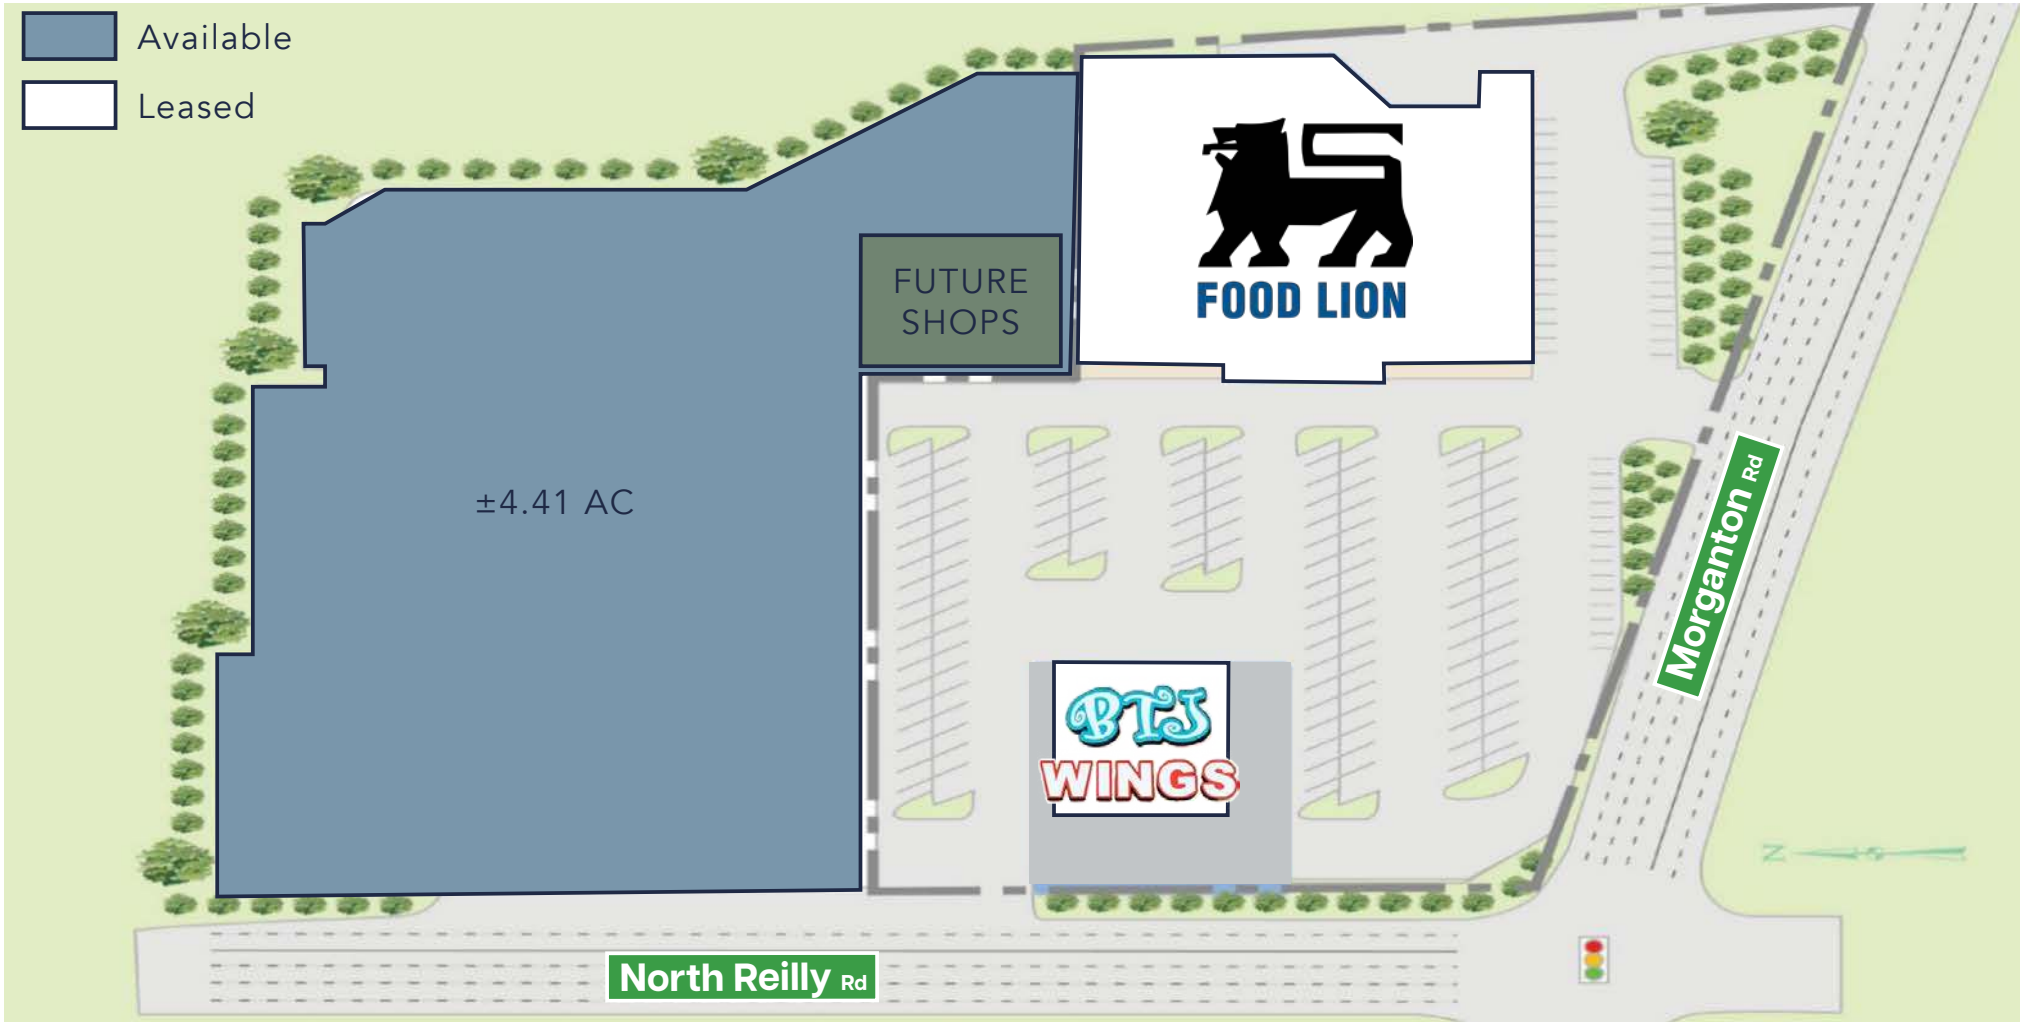 Available
Leased
FUTURE
SHOPS
FOOD LION
±4.41 AC
Morganton Rd
BTJ
WINGS
N
North Reilly Rd